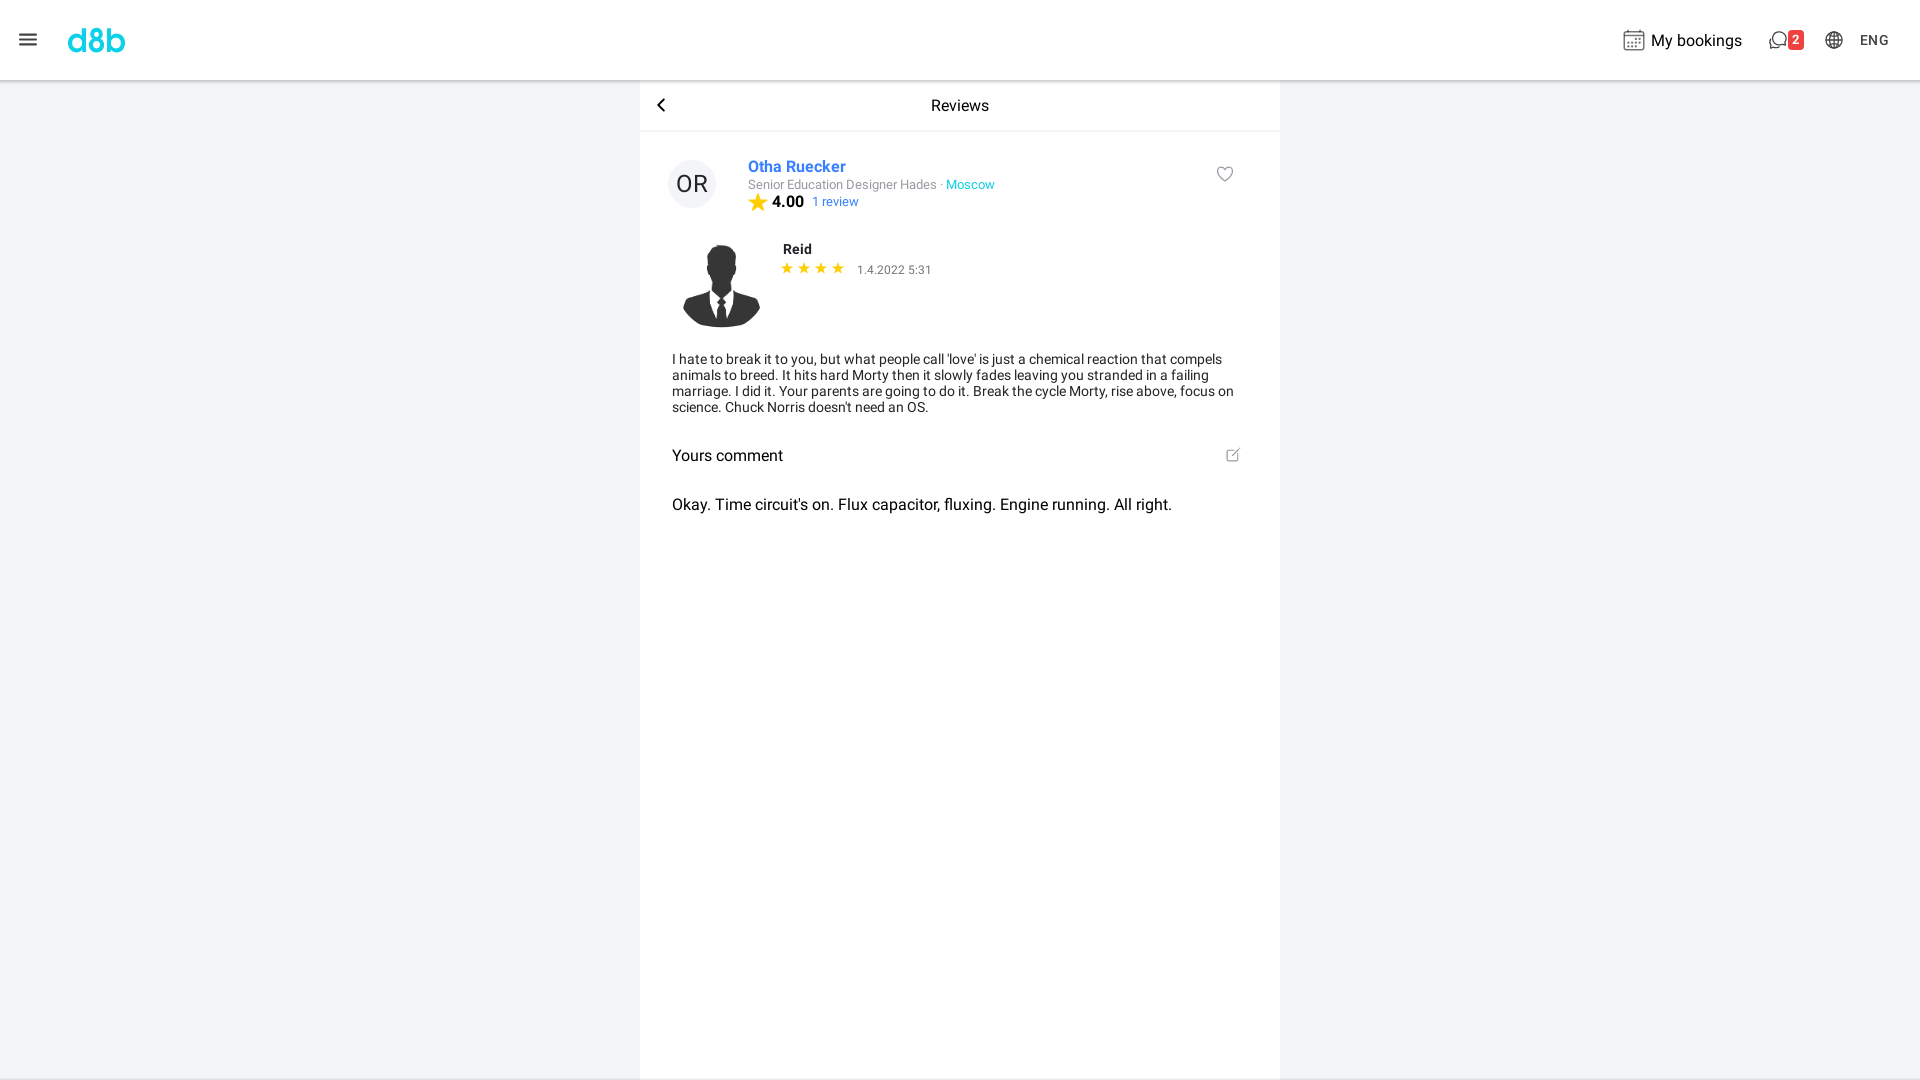 d8b
My bookings
2
ENG
Reviews
OR
Otha Ruecker
Senior Education Designer Hades · Moscow
4.00 1 review
Reid
1.4.2022 5:31
I hate to break it to you, but what people call 'love' is just a chemical reaction that compels
animals to breed. It hits hard Morty then it slowly fades leaving you stranded in a failing
marriage. I did it. Your parents are going to do it. Break the cycle Morty, rise above, focus on
science. Chuck Norris doesn't need an OS.
Yours comment
Okay. Time circuit's on. Flux capacitor, fluxing. Engine running. All right.